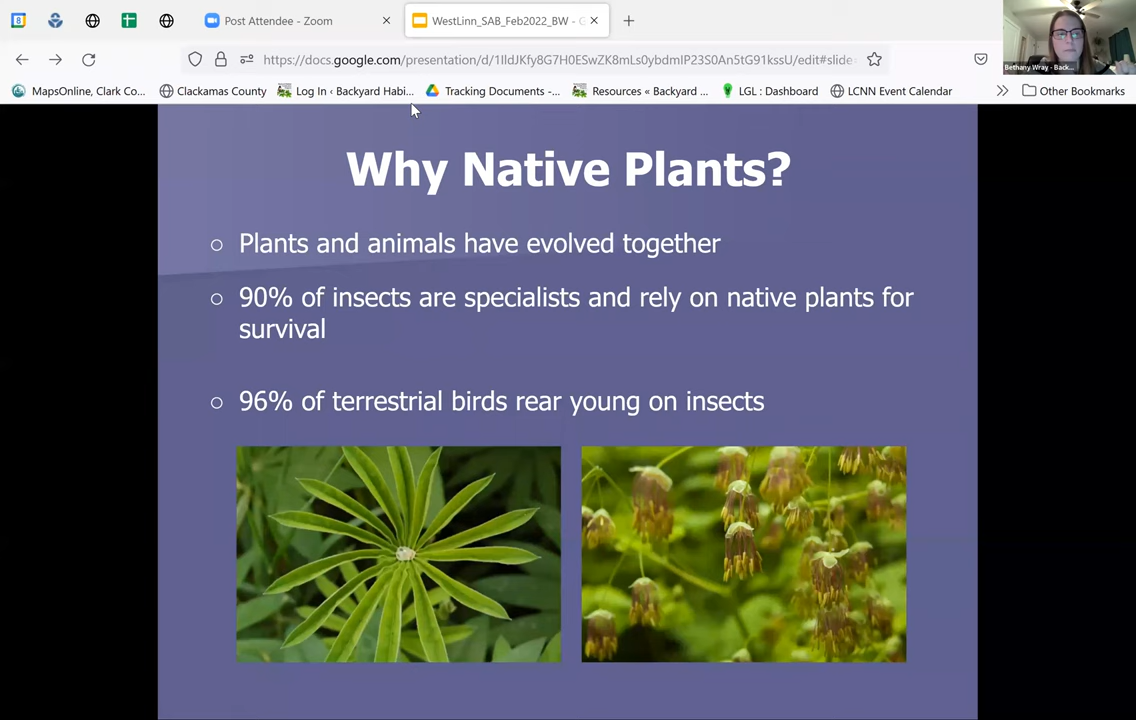 Post Attendee - Zoom
WestLinn_SAB_Feb2022_BW - G
https://docs.google.com/presentation/d/
MapsOnline, Clark Co...
Clackamas County
Log In ‹ Backyard Habi...
Tracking Documents -...
Resources « Backyard ...
LGL : Dashboard
LCNN Event Calendar
Other Bookmarks
Bethany Wray - Back...
Why Native Plants?
Plants and animals have evolved together
90% of insects are specialists and rely on native plants for
survival
96% of terrestrial birds rear young on insects